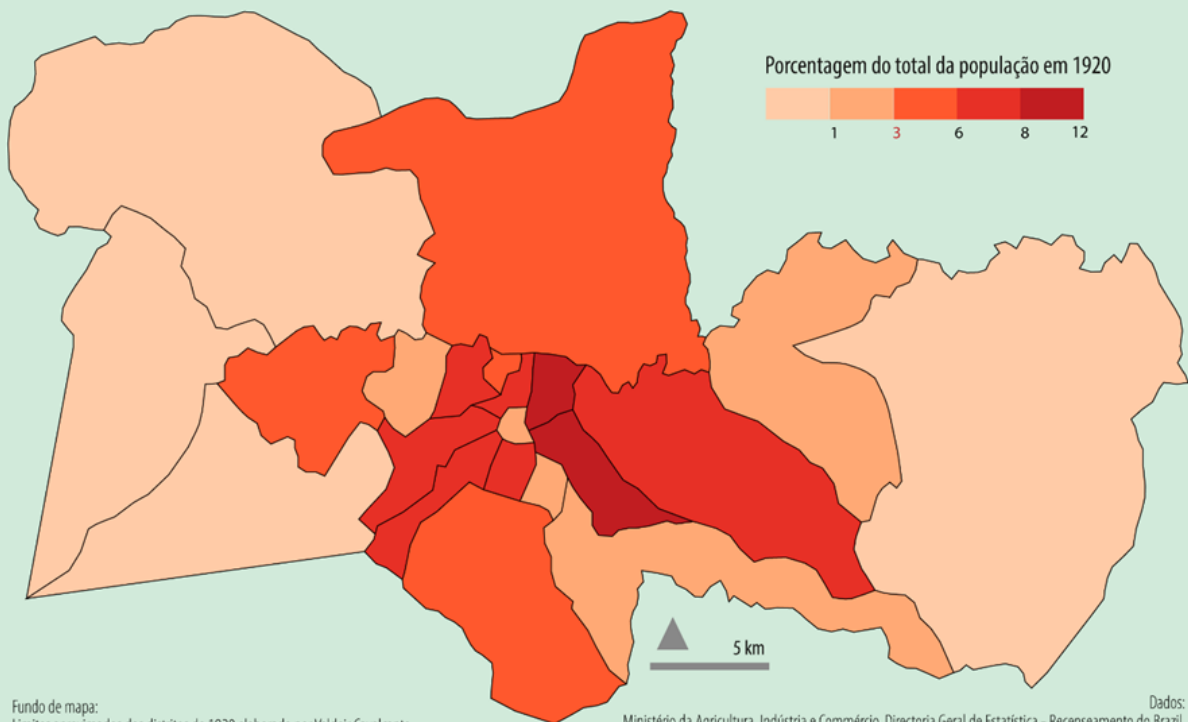 Porcentagem do total da população em 1920
1 3 6 8 12
5 km
Fundo de mapa:
Dados:
Ministério da Agricultura, Indústria e Commércio, Directoria Geral de Estatística - Recenseamento do Brazil